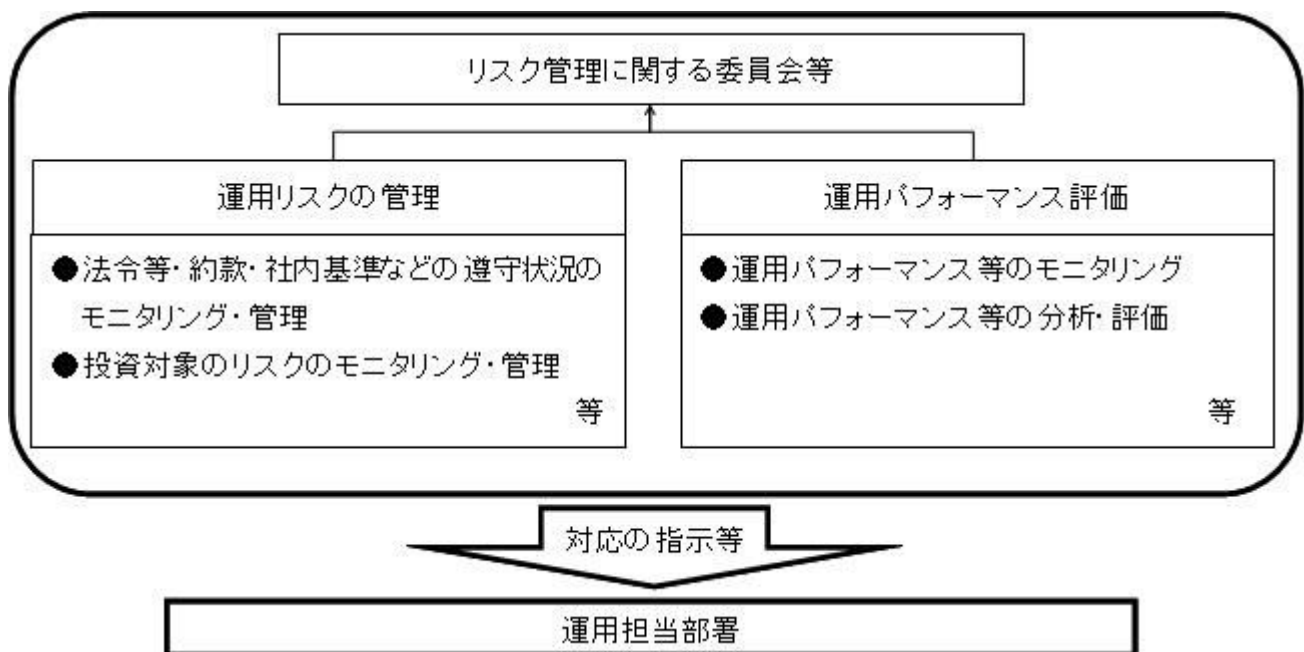 リスク管理に関する委員会等
運用リスクの管理
●法令等・約款・社内基準などの遵守状況の
モニタリング・管理
●投資対象のリスクのモニタリング・管理
等
運用パフォーマンス評価
●運用パフォーマンス等のモニタリング
●運用パフォーマンス等の分析・評価
等
対応の指示等
運用担当部署